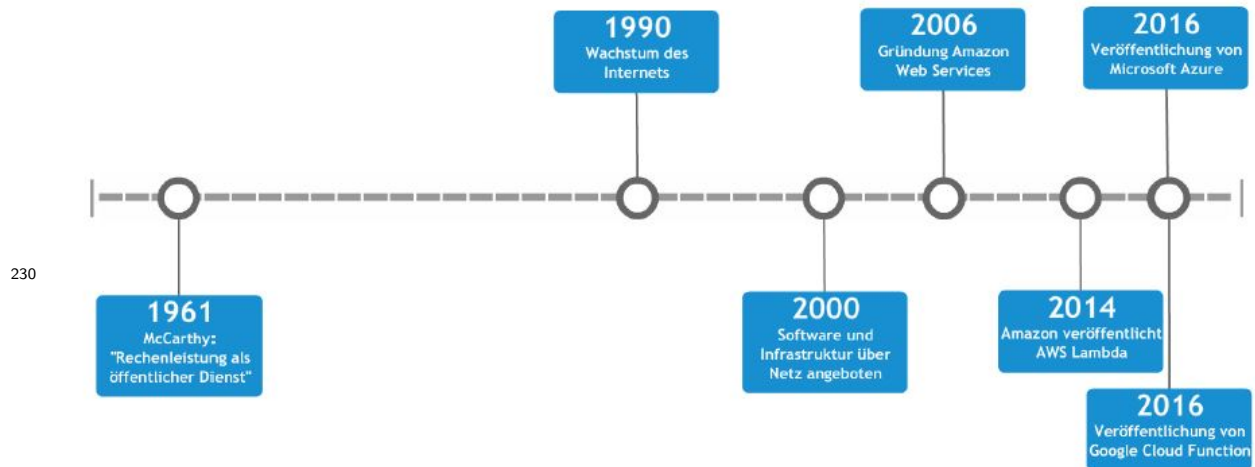 1990
Wachstum des
Internets
2006
Gründung Amazon
Web Services
2016
Veröffentlichung von
Microsoft Azure
230
1961
McCarthy:
"Rechenleistung als
öffentlicher Dienst"
2000
Software und
Infrastruktur über
Netz angeboten
2014
Amazon veröffentlicht
AWS Lambda
2016
Veröffentlichung von
Google Cloud Function